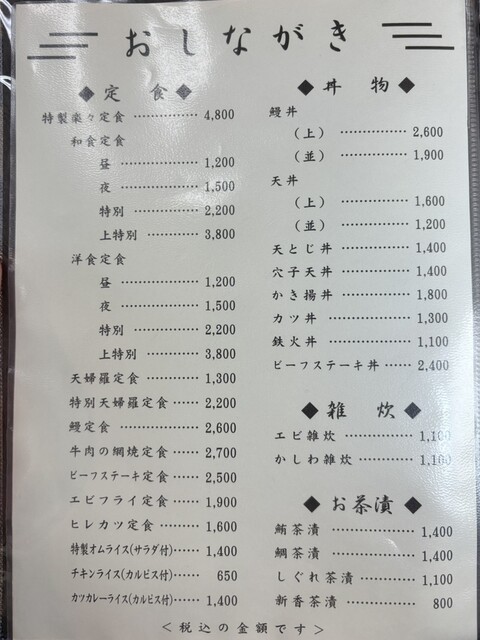 おしながき
◆定食◆
特製楽々定食 …………… 4,800
和食定食
昼 …………… 1,200
夜 …………… 1,500
特別 …………… 2,200
上特別 …………… 3,800
洋食定食
昼 …………… 1,200
夜 …………… 1,500
特別 …………… 2,200
上特別 …………… 3,800
天婦羅定食 ………… 1,300
特別天婦羅定食 ……… 2,200
鰻定食 …………… 2,600
牛肉の網焼定食 ……… 2,700
ビーフステーキ定食 …… 2,500
エビフライ定食 ……… 1,900
ヒレカツ定食 ………… 1,600
特製オムライス(サラダ付)…… 1,400
チキンライス(カルピス付)…… 650
カツカレーライス(カルピス付)…… 1,400
◆丼物◆
鰻丼
(上) …………… 2,600
(並) …………… 1,900
天丼
(上) …………… 1,600
(並) …………… 1,200
天とじ丼 …………… 1,400
穴子天丼 …………… 1,400
かき揚丼 …………… 1,800
カツ丼 …………… 1,300
鉄火丼 …………… 1,100
ビーフステーキ丼 …… 2,400
◆雑炊◆
エビ雑炊 …………… 1,100
かしわ雑炊 ………… 1,100
◆お茶漬◆
鮪茶漬 …………… 1,400
鯛茶漬 …………… 1,400
しぐれ茶漬 ………… 1,100
新香茶漬 …………… 800
<税込の金額です>